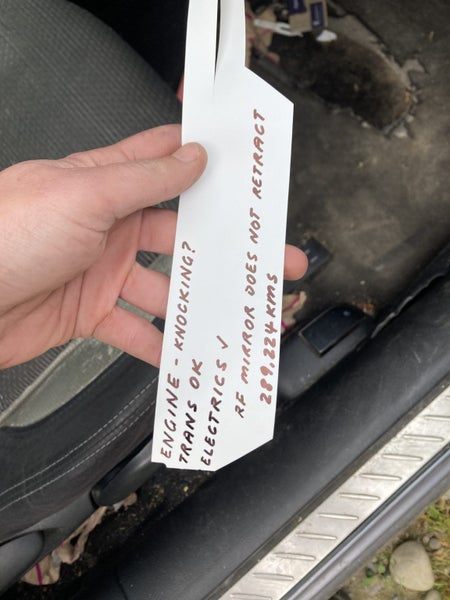 ENGINE - KNOCKING?
TRANS OK
ELECTRICS ✓
RF MIRROR DOES NOT RETRACT
289,224 KMS